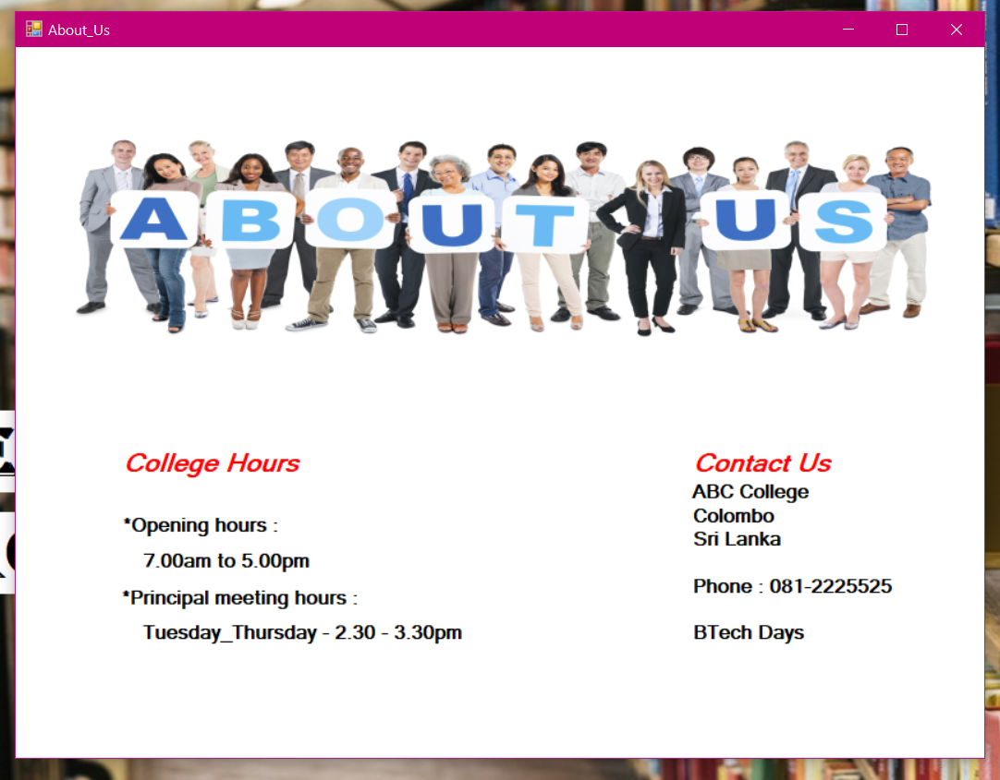 About_Us
ABOUT US
College Hours
*Opening hours :
7.00am to 5.00pm
*Principal meeting hours :
Tuesday_Thursday - 2.30 - 3.30pm
Contact Us
ABC College
Colombo
Sri Lanka
Phone : 081-2225525
BTech Days